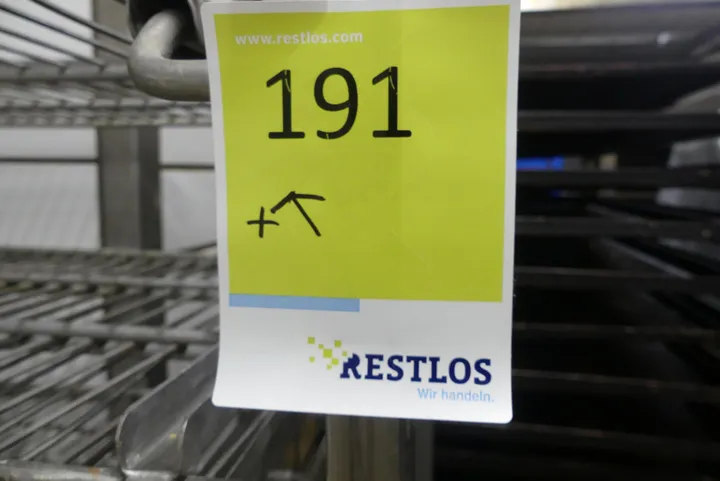 www.restlos.com
191
+
RESTLOS
Wir handeln.